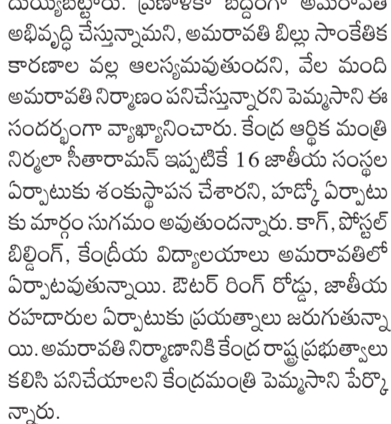 దుయ్యబట్టారు. ప్రణాళికా బద్ధంగా అమరావతి
అభివృద్ధి చేస్తున్నామని, అమరావతి బిల్లు సాంకేతిక
కారణాల వల్ల ఆలస్యమవుతుందని, వేల మంది
అమరావతి నిర్మాణం పనిచేస్తున్నారని పెమ్మసాని ఈ
సందర్భంగా వ్యాఖ్యానించారు. కేంద్ర ఆర్థిక మంత్రి
నిర్మలా సీతారామన్ ఇప్పటికే 16 జాతీయ సంస్థల
ఏర్పాటుకు శంకుస్థాపన చేశారని, హడ్కో ఏర్పాటు
కు మార్గం సుగమం అవుతుందన్నారు. కాగ్, పోస్టల్
బిల్డింగ్, కేంద్రీయ విద్యాలయాలు అమరావతిలో
ఏర్పాటవుతున్నాయి. ఔటర్ రింగ్ రోడ్డు, జాతీయ
రహదారుల ఏర్పాటుకు ప్రయత్నాలు జరుగుతున్నా
యి. అమరావతి నిర్మాణానికి కేంద్ర రాష్ట్ర ప్రభుత్వాలు
కలిసి పనిచేయాలని కేంద్రమంత్రి పెమ్మసాని పేర్కొ
న్నారు.